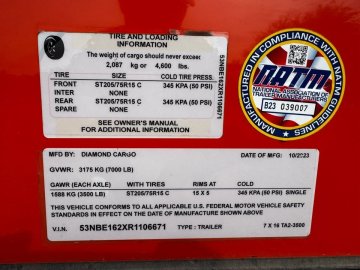 TIRE AND LOADING
INFORMATION
The weight of cargo should never exceed
2,087 kg or 4,600 lbs.
TIRE SIZE COLD TIRE PRESS.
FRONT ST205/75R15 C 345 KPA (50 PSI)
INTER NONE NONE
REAR ST205/75R15 C 345 KPA (50 PSI)
SPARE NONE NONE
SEE OWNER'S MANUAL
FOR ADDITIONAL INFORMATION
53NBE162XR1106671
MANUFACTURED IN COMPLIANCE WITH NATM GUIDELINES
NATM
NATIONAL ASSOCIATION OF
TRAILER MANUFACTURERS
B23 039007
MFD BY: DIAMOND CARGO DATE OF MFG: 10/2023
GVWR: 3175 KG (7000 LB)
GAWR (EACH AXLE) WITH TIRES RIMS AT COLD PSI
1588 KG (3500 LB) ST205/75R15 C 15 X 5 345 KPA (50 PSI) SINGLE
THIS VEHICLE CONFORMS TO ALL APPLICABLE U.S. FEDERAL MOTOR VEHICLE SAFETY
STANDARDS IN EFFECT ON THE DATE OF MANUFACTURE SHOWN ABOVE
V.I.N. 53NBE162XR1106671 TYPE: TRAILER 7 X 16 TA2-3500